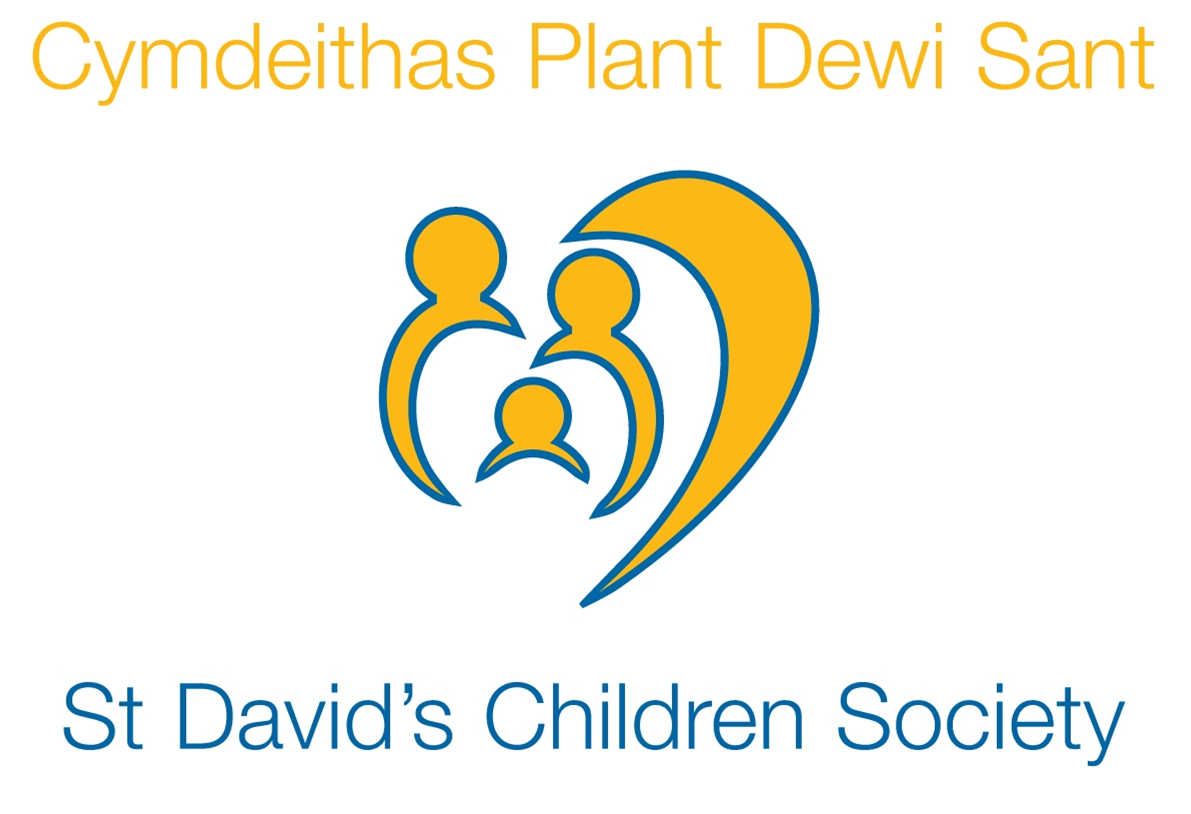 Cymdeithas Plant Dewi Sant
St David’s Children Society